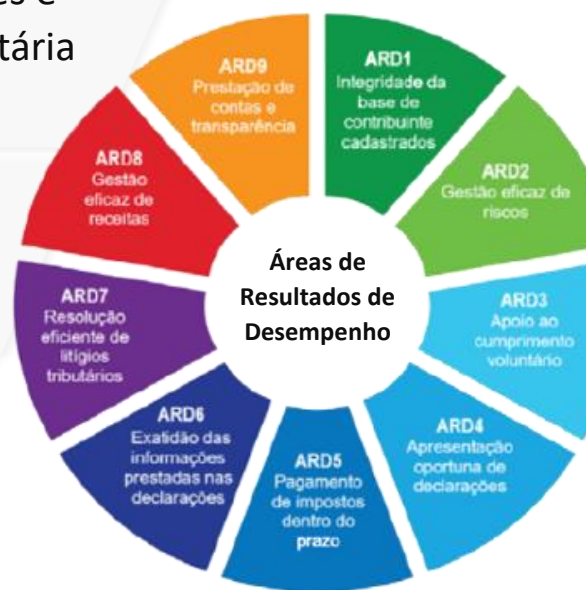 es e
tária
ARD1
Integridade da
base de
contribuinte
cadastrados
ARD2
Gestão eficaz de
riscos
ARD3
Apoio ao
cumprimento
voluntário
ARD4
Apresentação
oportuna de
declarações
ARD5
Pagamento
de impostos
dentro do
prazo
ARD6
Exatidão das
informações
prestadas nas
declarações
ARD7
Resolução
eficiente de
litígios
tributários
ARD8
Gestão
eficaz de
receitas
ARD9
Prestação de
contas e
transparência
Áreas de
Resultados de
Desempenho